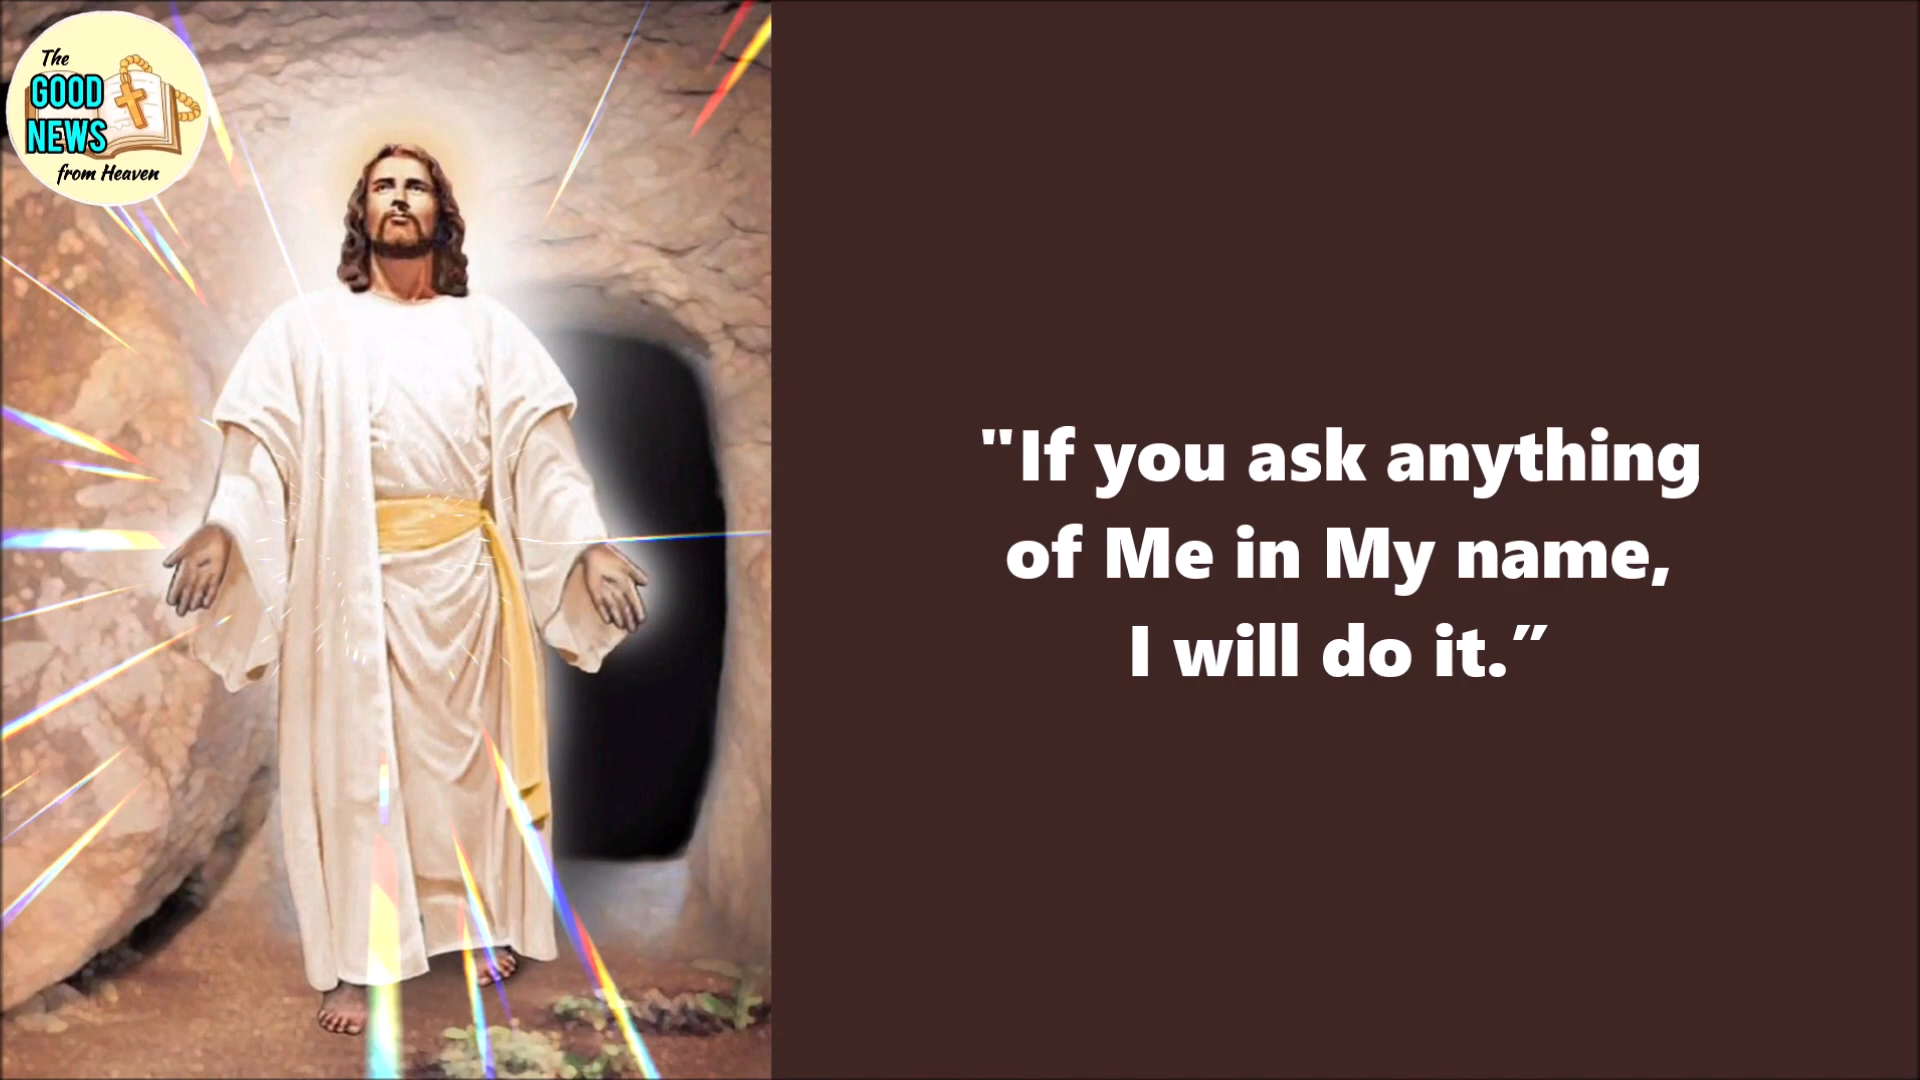 The
GOOD
NEWS
from Heaven
"If you ask anything
of Me in My name,
I will do it.”